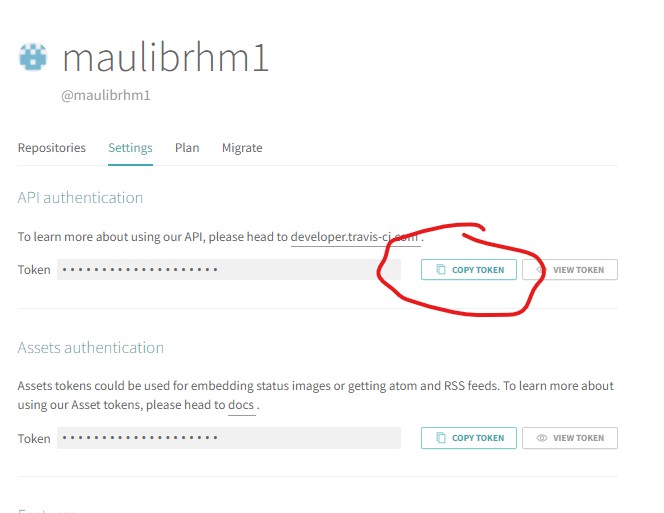 maulibrhm1
@maulibrhm1
Repositories Settings Plan Migrate
API authentication
To learn more about using our API, please head to developer.travis-ci.com .
Token •••••••••••••••••••• COPY TOKEN VIEW TOKEN
Assets authentication
Assets tokens could be used for embedding status images or getting atom and RSS feeds. To learn more about
using our Asset tokens, please head to docs .
Token •••••••••••••••••••• COPY TOKEN VIEW TOKEN